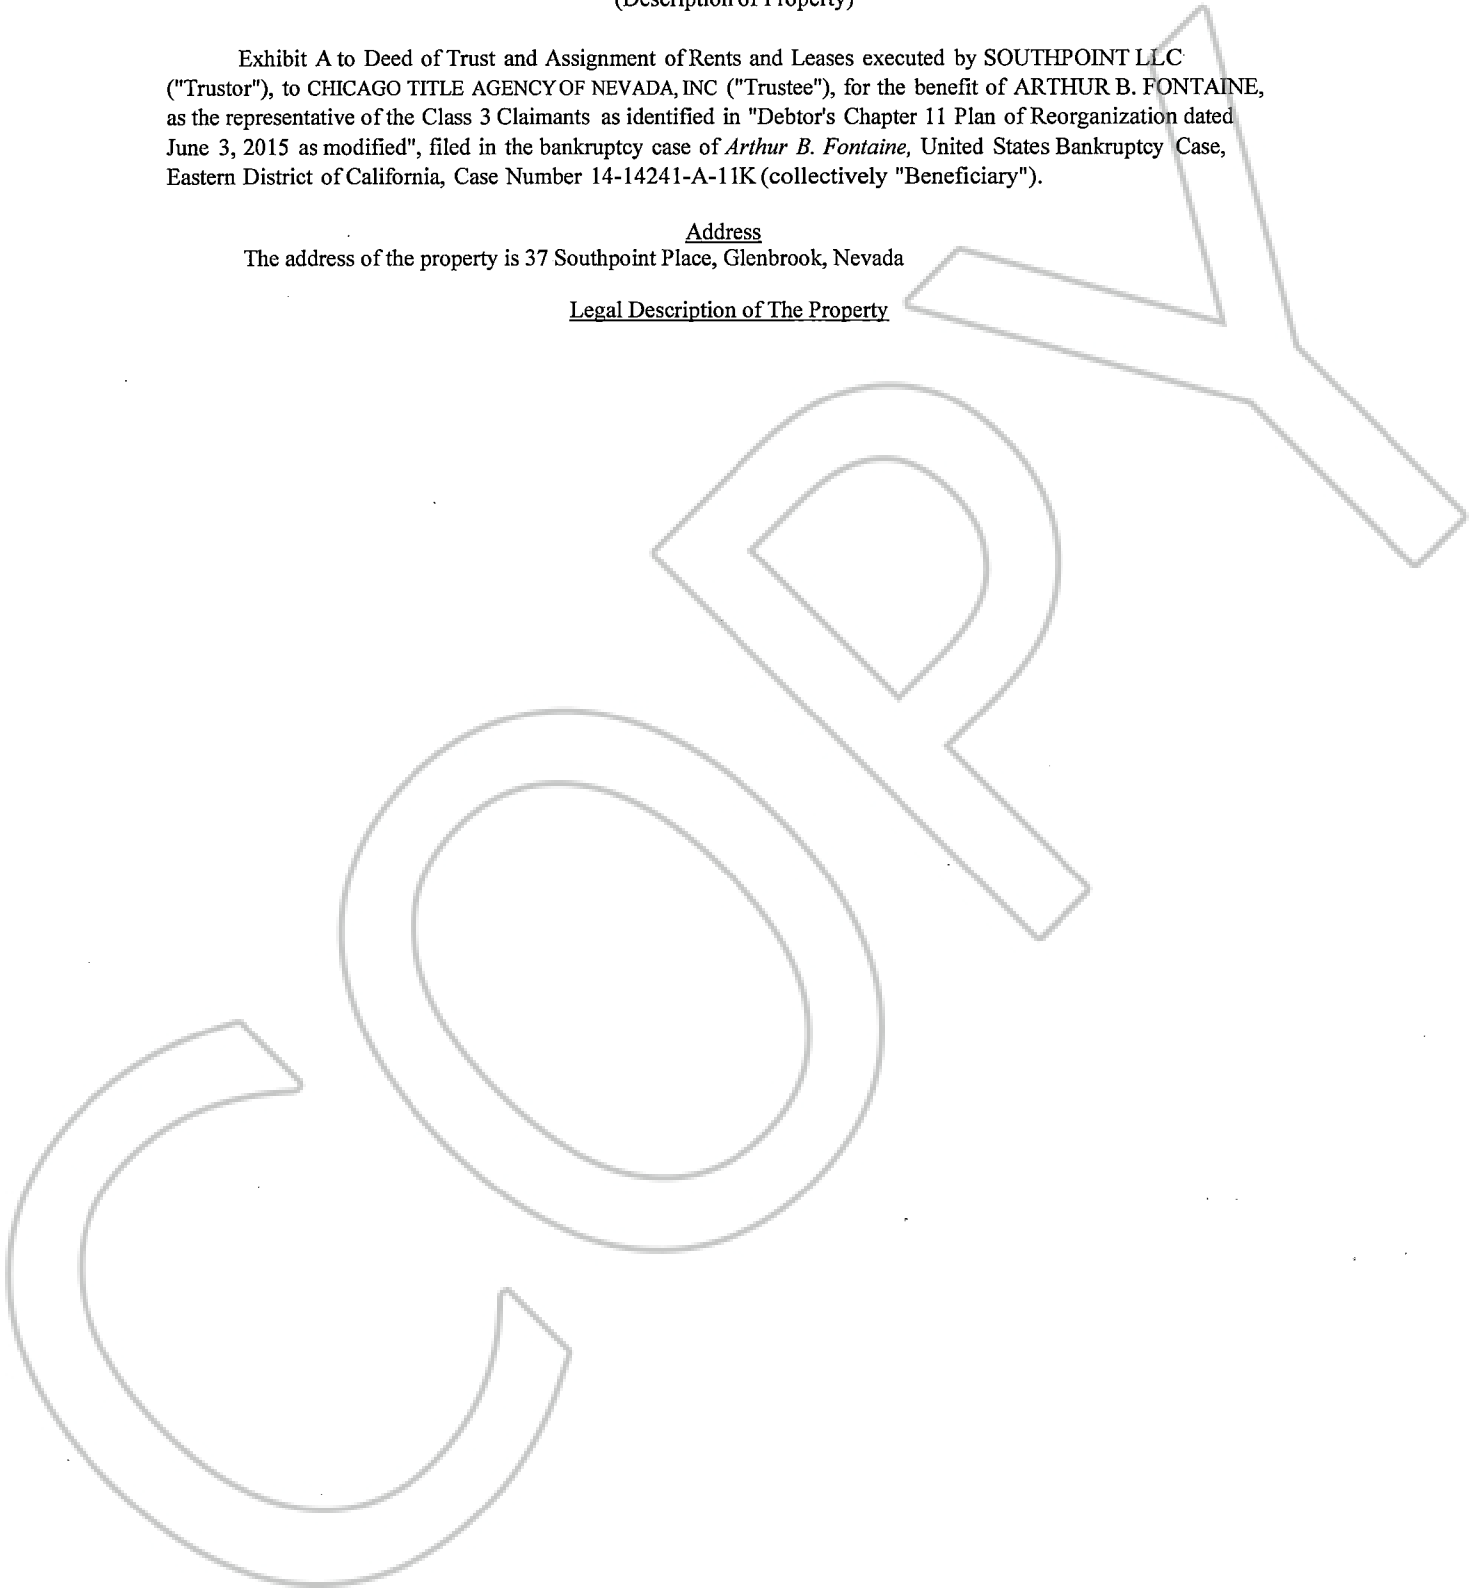 (Description of Property)
Exhibit A to Deed of Trust and Assignment of Rents and Leases executed by SOUTHPOINT LLC
("Trustor"), to CHICAGO TITLE AGENCY OF NEVADA, INC ("Trustee"), for the benefit of ARTHUR B. FONTAINE,
as the representative of the Class 3 Claimants as identified in "Debtor's Chapter 11 Plan of Reorganization dated
June 3, 2015 as modified", filed in the bankruptcy case of Arthur B. Fontaine, United States Bankruptcy Case,
Eastern District of California, Case Number 14-14241-A-11K (collectively "Beneficiary").
Address
The address of the property is 37 Southpoint Place, Glenbrook, Nevada
Legal Description of The Property
COPY